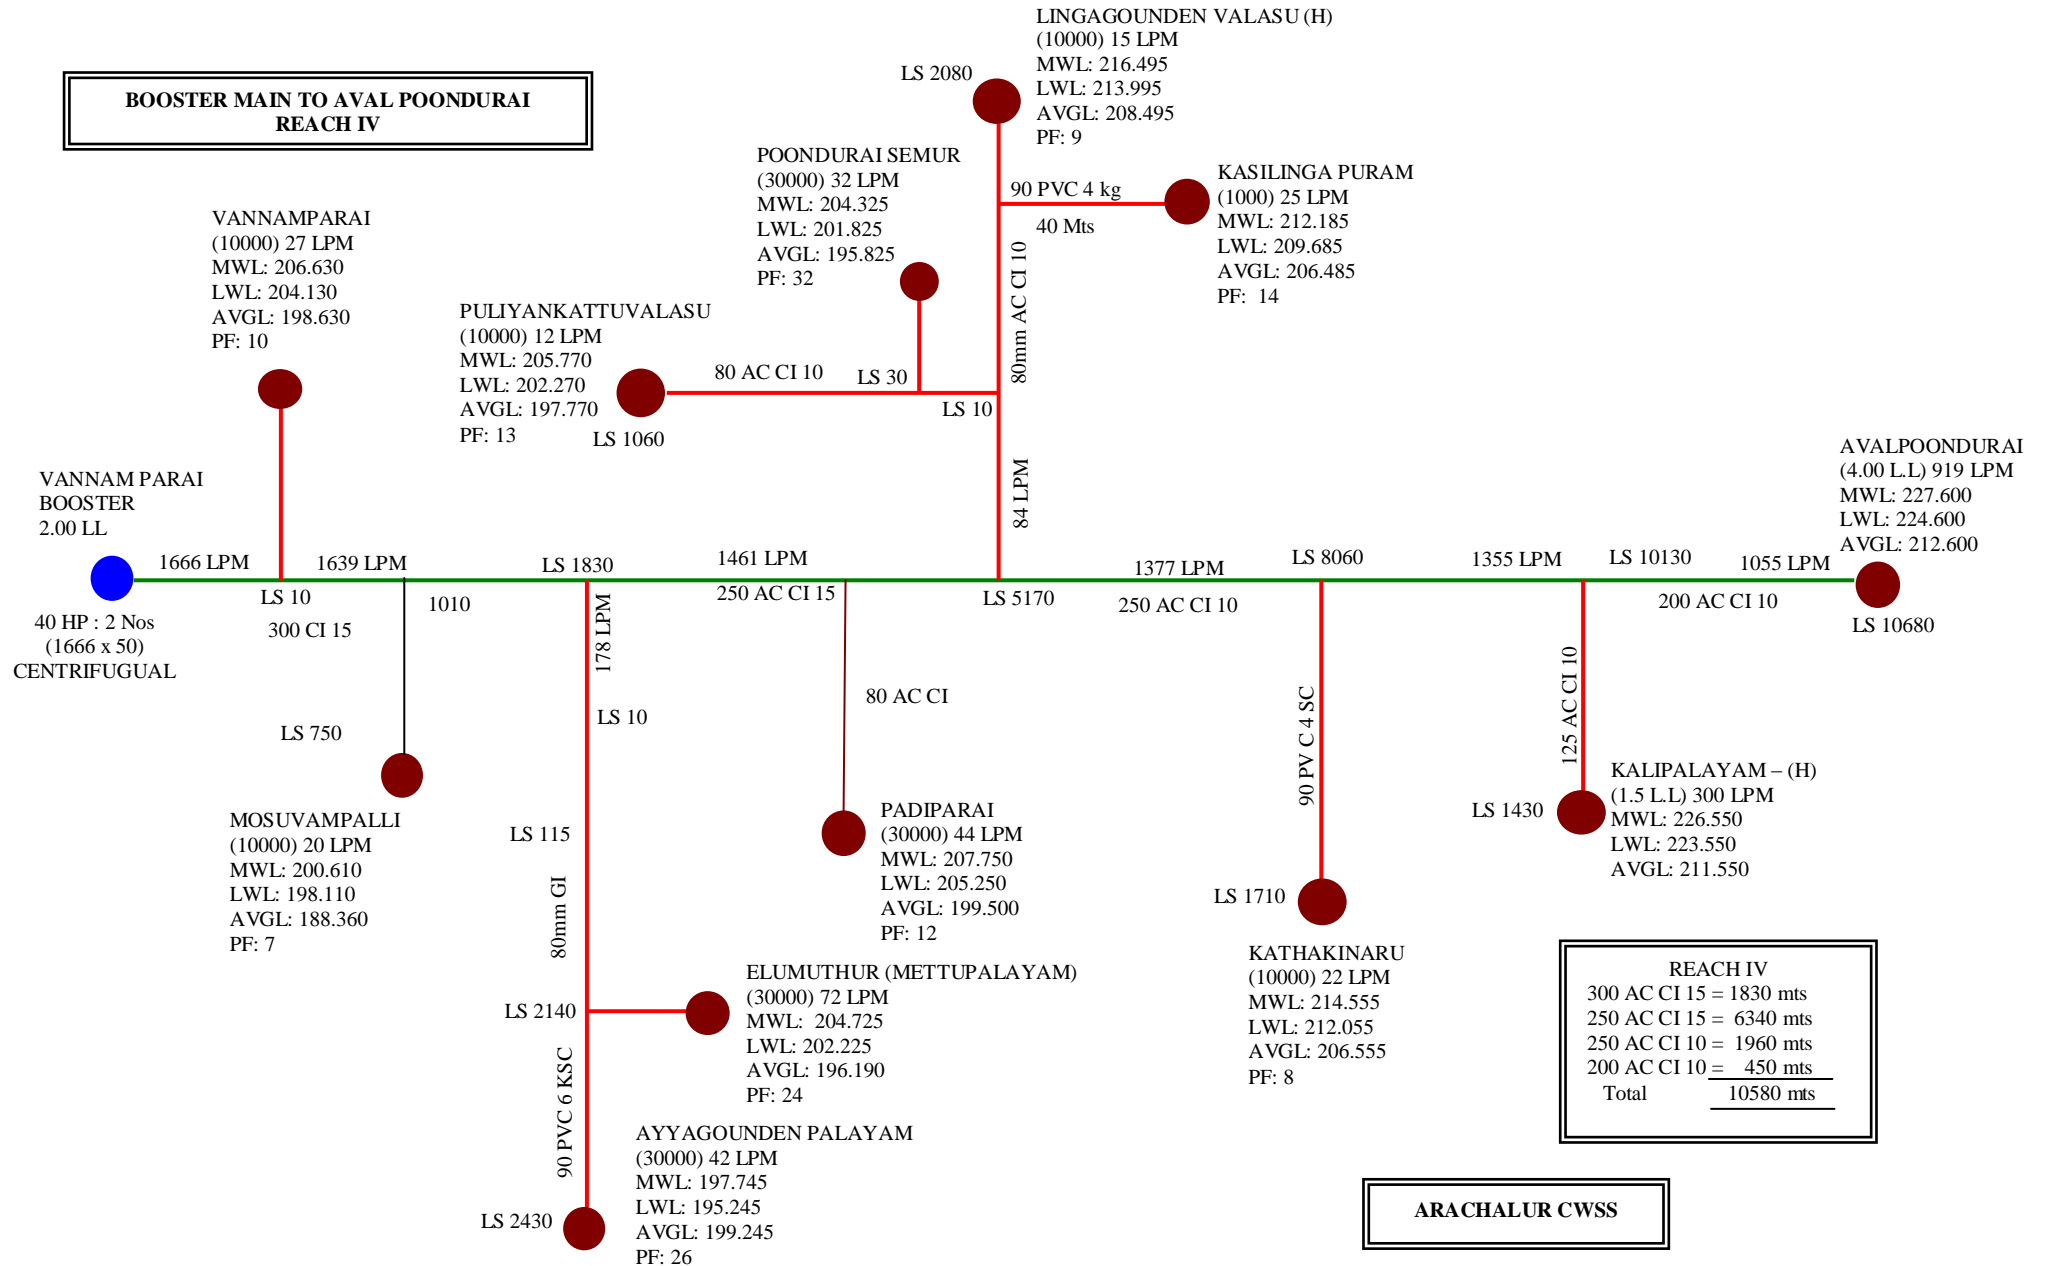 BOOSTER MAIN TO AVAL POONDURAI
REACH IV
LINGAGOUNDEN VALASU (H)
(10000) 15 LPM
MWL: 216.495
LWL: 213.995
AVGL: 208.495
PF: 9
LS 2080
POONDURAI SEMUR
(30000) 32 LPM
MWL: 204.325
LWL: 201.825
AVGL: 195.825
PF: 32
90 PVC 4 kg
40 Mts
KASILINGA PURAM
(1000) 25 LPM
MWL: 212.185
LWL: 209.685
AVGL: 206.485
PF: 14
VANNAMPARAI
(10000) 27 LPM
MWL: 206.630
LWL: 204.130
AVGL: 198.630
PF: 10
PULIYANKATTUVALASU
(10000) 12 LPM
MWL: 205.770
LWL: 202.270
AVGL: 197.770
PF: 13
LS 1060
80 AC CI 10
LS 30
LS 10
80mm AC CI 10
84 LPM
VANNAM PARAI
BOOSTER
2.00 LL
40 HP : 2 Nos
(1666 x 50)
CENTRIFUGUAL
1666 LPM
LS 10
300 CI 15
1639 LPM
1010
LS 1830
1461 LPM
250 AC CI 15
LS 5170
1377 LPM
250 AC CI 10
LS 8060
1355 LPM
LS 10130
1055 LPM
200 AC CI 10
AVALPOONDURAI
(4.00 L.L) 919 LPM
MWL: 227.600
LWL: 224.600
AVGL: 212.600
LS 10680
LS 750
MOSUVAMPALLI
(10000) 20 LPM
MWL: 200.610
LWL: 198.110
AVGL: 188.360
PF: 7
178 LPM
LS 10
LS 115
80mm GI
LS 2140
90 PVC 6 KSC
LS 2430
80 AC CI
PADIPARAI
(30000) 44 LPM
MWL: 207.750
LWL: 205.250
AVGL: 199.500
PF: 12
ELUMUTHUR (METTUPALAYAM)
(30000) 72 LPM
MWL: 204.725
LWL: 202.225
AVGL: 196.190
PF: 24
AYYAGOUNDEN PALAYAM
(30000) 42 LPM
MWL: 197.745
LWL: 195.245
AVGL: 199.245
PF: 26
90 PV C 4 SC
LS 1710
KATHAKINARU
(10000) 22 LPM
MWL: 214.555
LWL: 212.055
AVGL: 206.555
PF: 8
125 AC CI 10
LS 1430
KALIPALAYAM – (H)
(1.5 L.L) 300 LPM
MWL: 226.550
LWL: 223.550
AVGL: 211.550
REACH IV
300 AC CI 15 = 1830 mts
250 AC CI 15 = 6340 mts
250 AC CI 10 = 1960 mts
200 AC CI 10 = 450 mts
Total 10580 mts
ARACHALUR CWSS